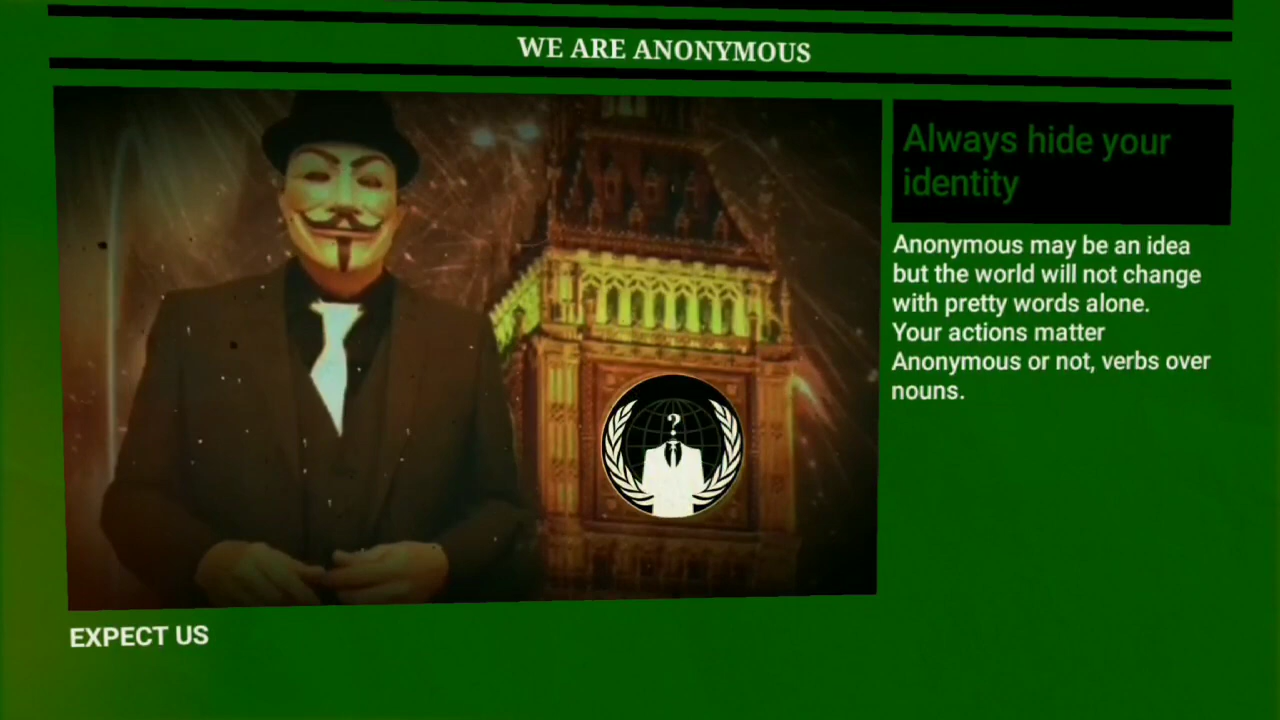 WE ARE ANONYMOUS
Always hide your
identity
Anonymous may be an idea
but the world will not change
with pretty words alone.
Your actions matter
Anonymous or not, verbs over
nouns.
?
EXPECT US